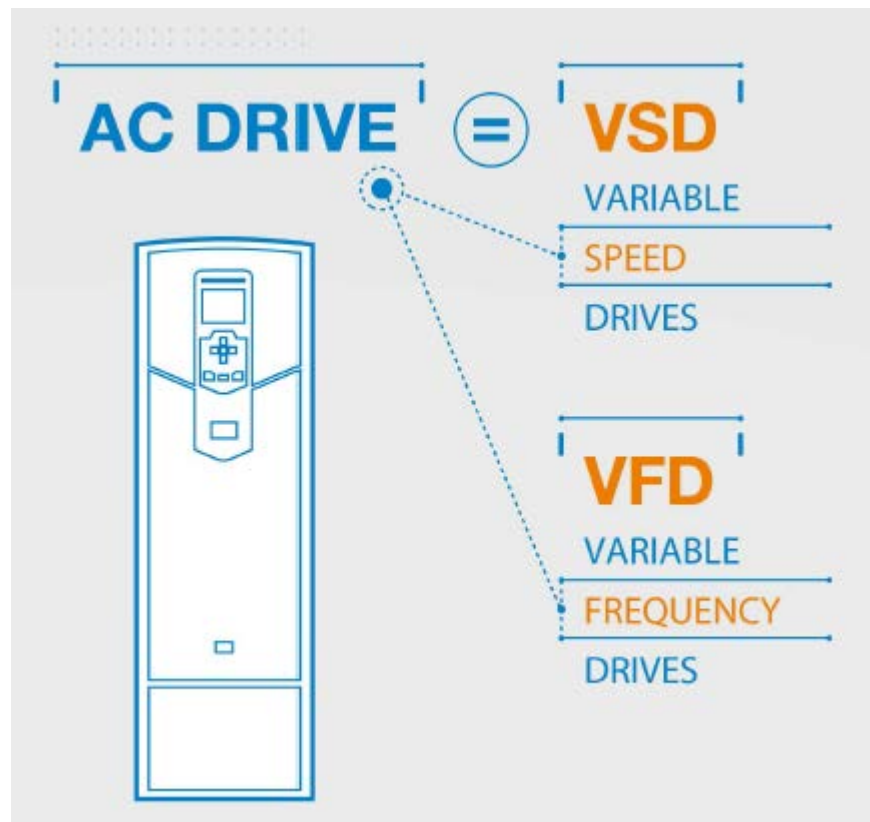 AC DRIVE = VSD
VARIABLE
SPEED
DRIVES
VFD
VARIABLE
FREQUENCY
DRIVES